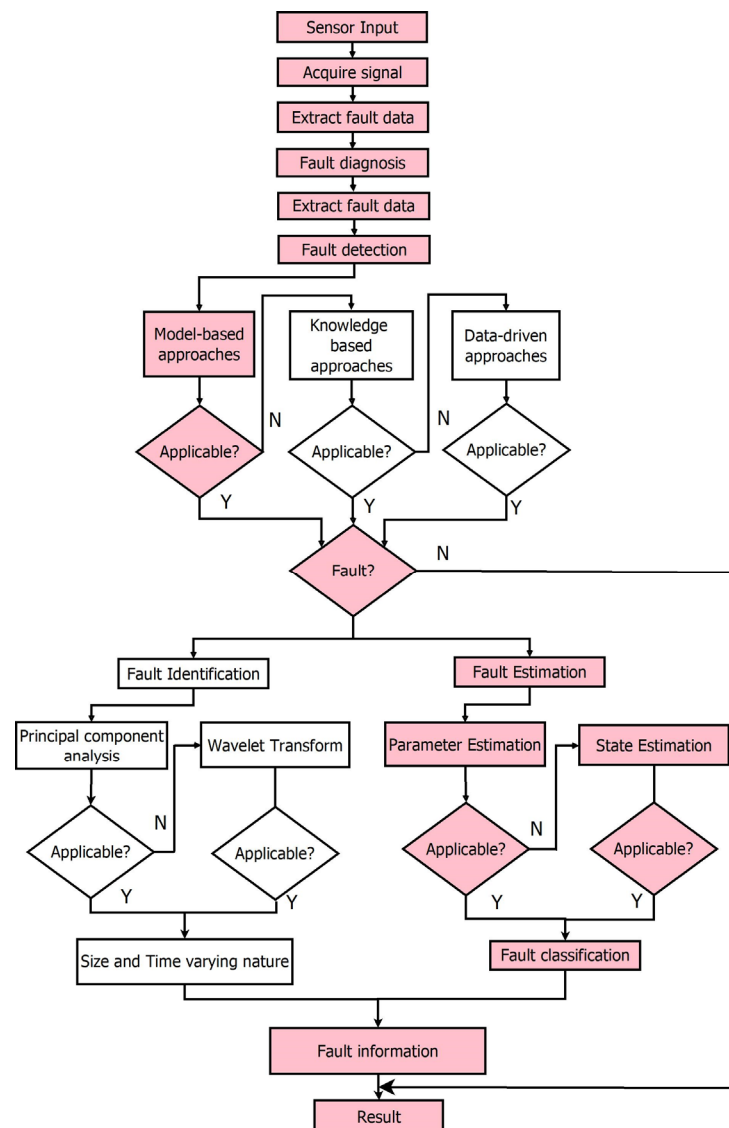 Sensor Input
Acquire signal
Extract fault data
Fault diagnosis
Extract fault data
Fault detection
Model-based
approaches
Knowledge
based
approaches
Data-driven
approaches
N
N
Applicable?
Applicable?
Applicable?
Y
Y
Y
Fault?
N
Fault Identification
Fault Estimation
Principal component
analysis
Wavelet Transform
Parameter Estimation
State Estimation
N
N
Applicable?
Applicable?
Applicable?
Applicable?
Y
Y
Y
Y
Size and Time varying nature
Fault classification
Fault information
Result